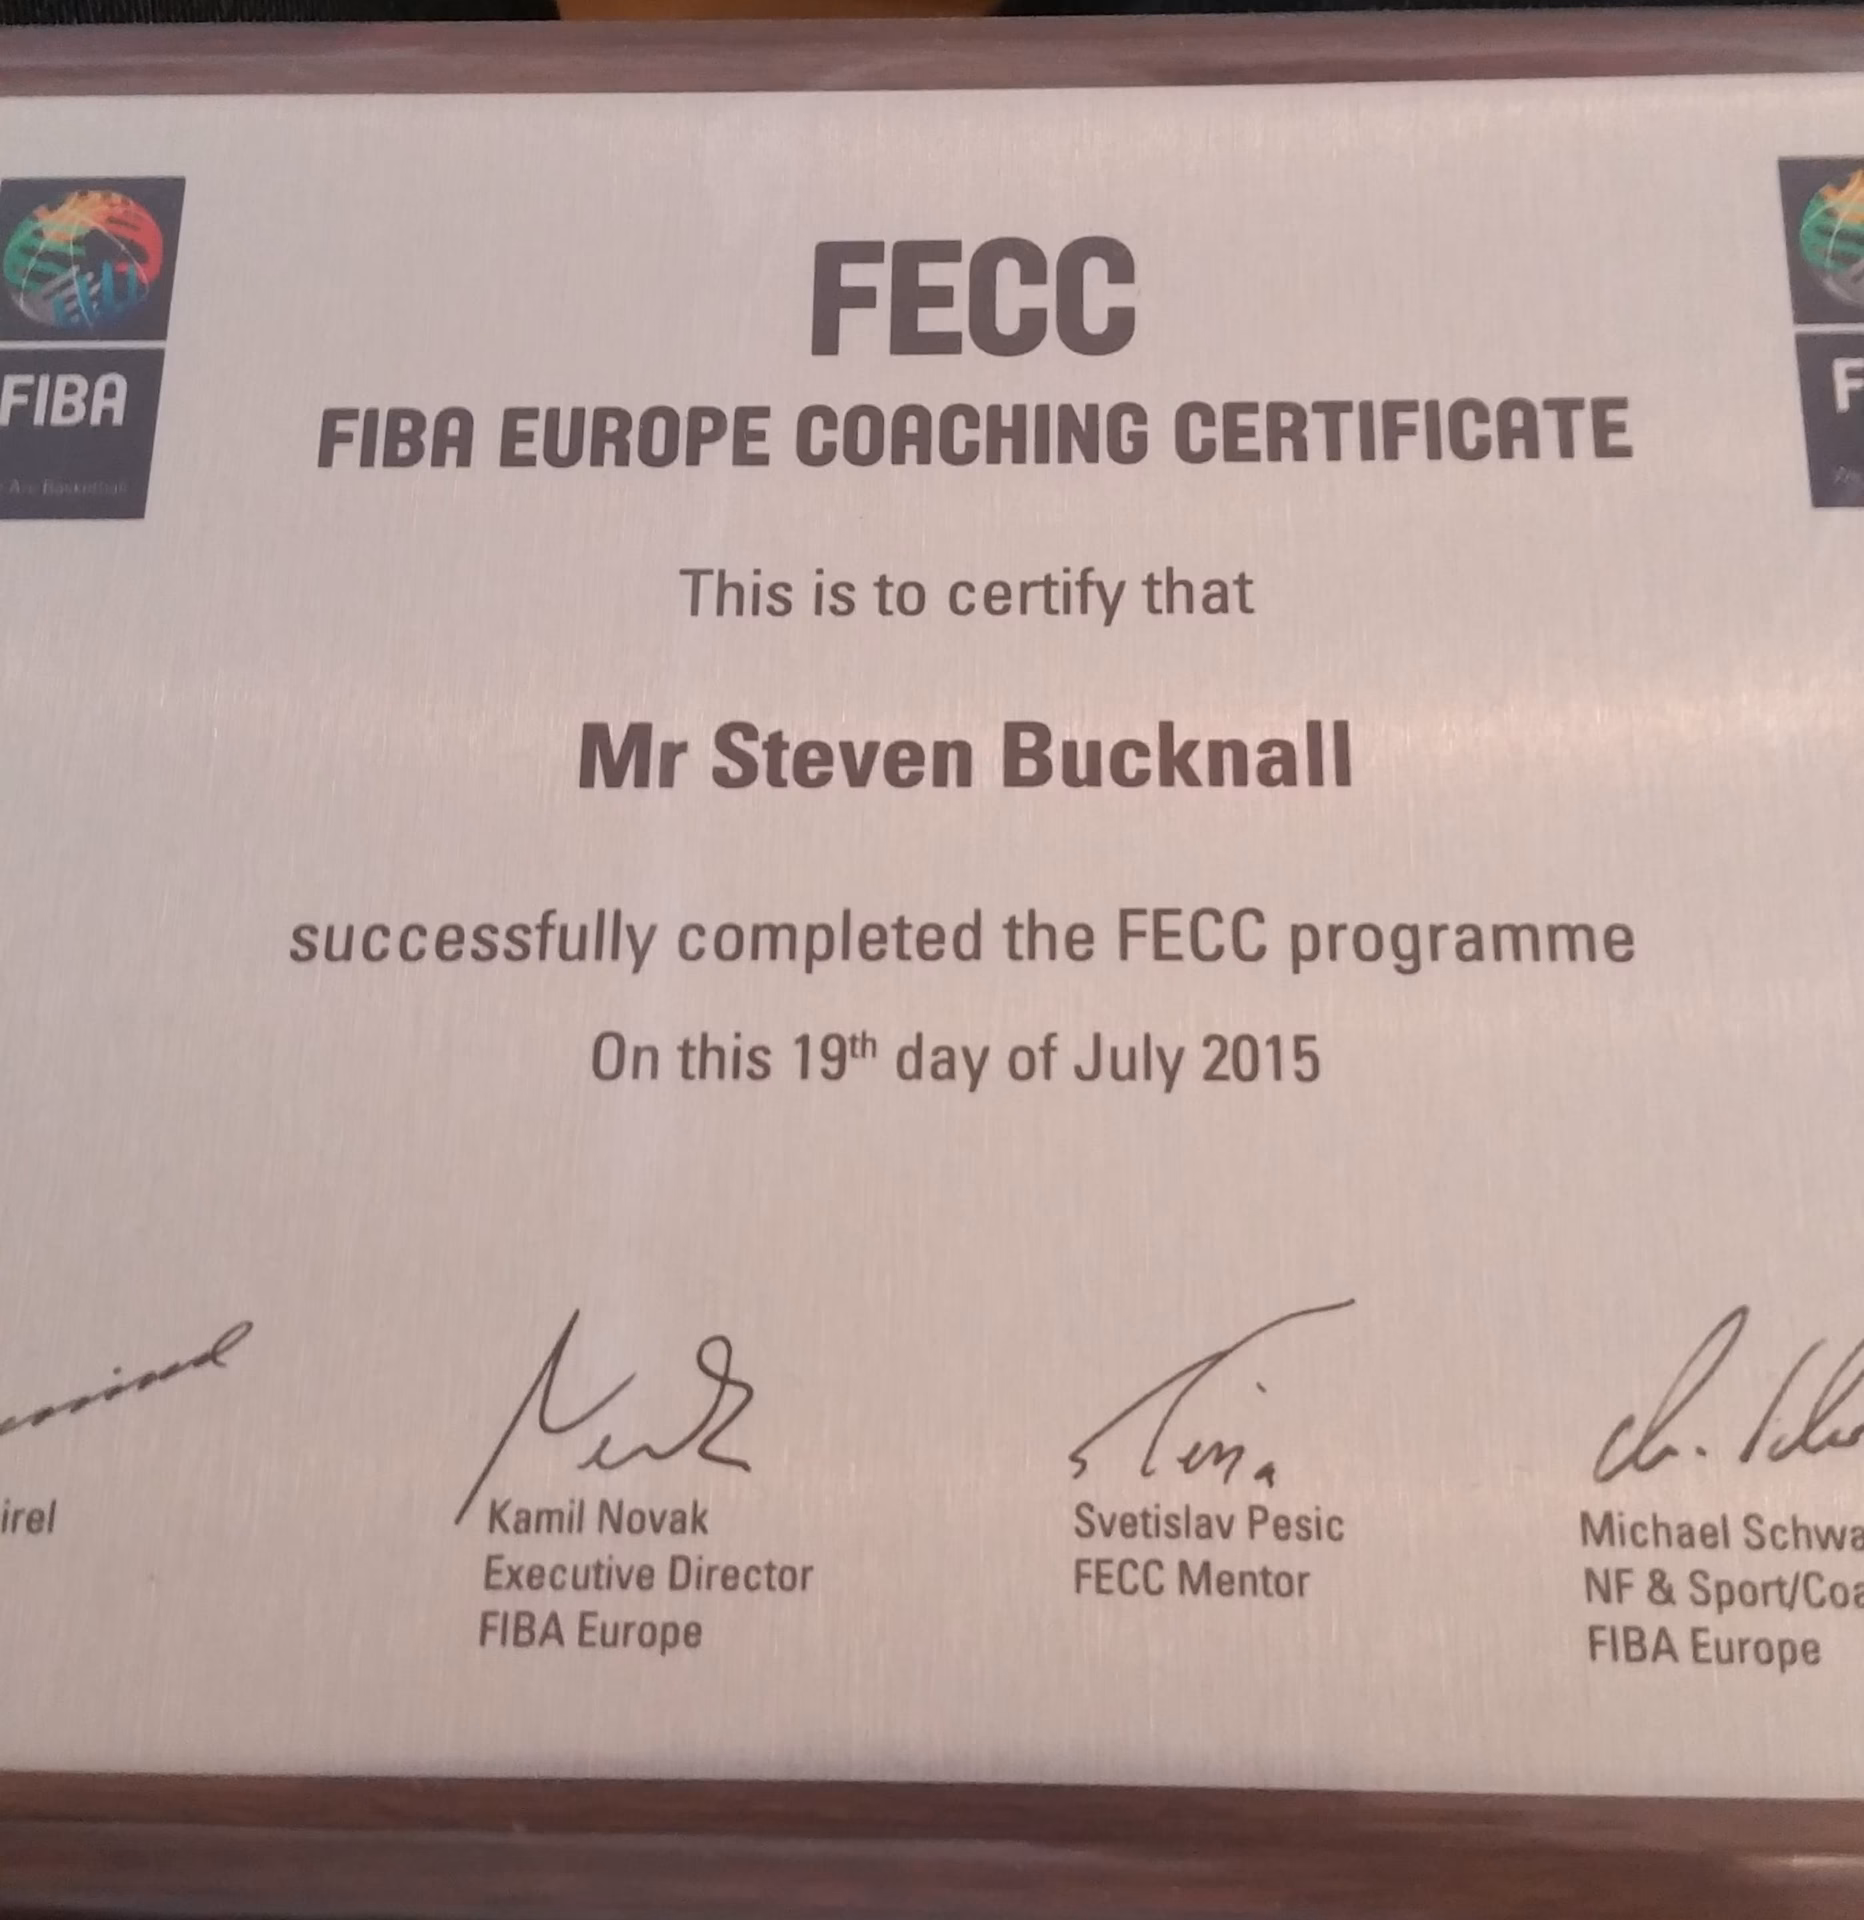 FECC
FIBA
FIBA EUROPE COACHING CERTIFICATE
This is to certify that
Mr Steven Bucknall
successfully completed the FECC programme
On this 19th day of July 2015
Kamil Novak
Executive Director
FIBA Europe
Svetislav Pesic
FECC Mentor
Michael
NF & 
FIBA Europe